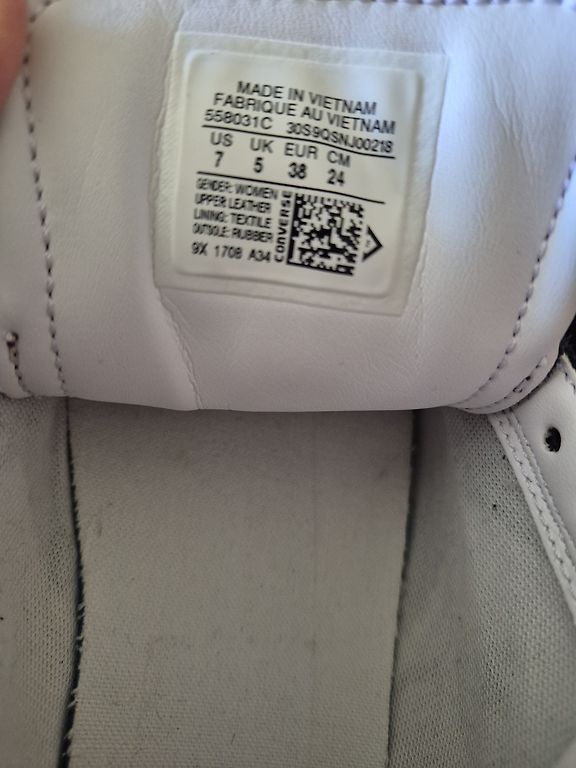 MADE IN VIETNAM
FABRIQUE AU VIETNAM
558031C 30S9QSNJ00218
US UK EUR CM
7 5 38 24
GENDER: WOMEN
UPPER LEATHER
LINING: TEXTILE
OUTSOLE: RUBBER
9X 1708 A34
CONVERSE